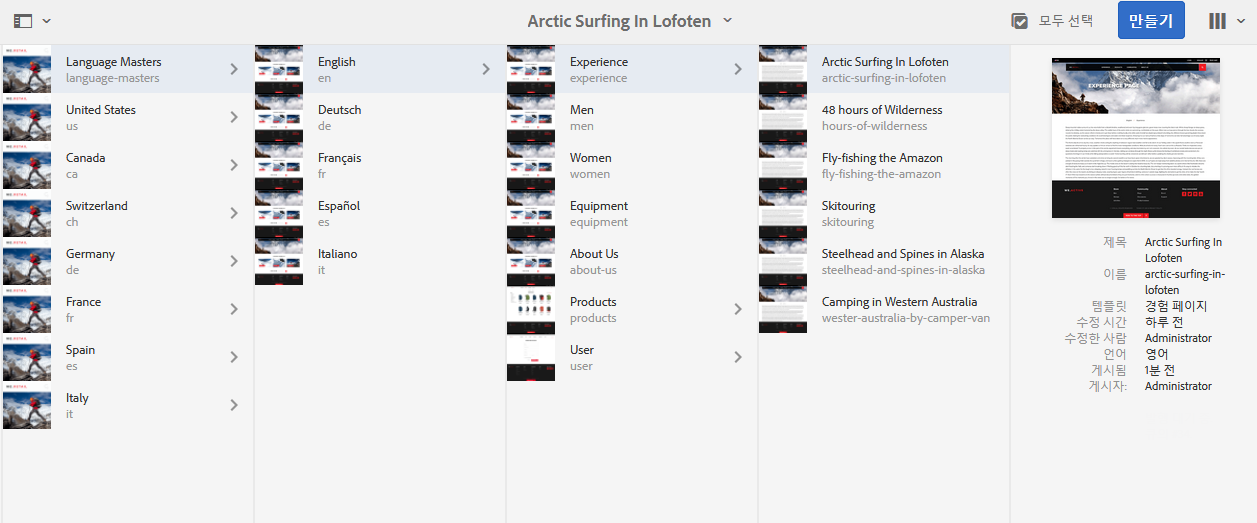 Arctic Surfing In Lofoten
모두 선택
만들기
Language Masters
language-masters
United States
us
Canada
ca
Switzerland
ch
Germany
de
France
fr
Spain
es
Italy
it
English
en
Deutsch
de
Français
fr
Español
es
Italiano
it
Experience
experience
Men
men
Women
women
Equipment
equipment
About Us
about-us
Products
products
User
user
Arctic Surfing In Lofoten
arctic-surfing-in-lofoten
48 hours of Wilderness
hours-of-wilderness
Fly-fishing the Amazon
fly-fishing-the-amazon
Skitouring
skitouring
Steelhead and Spines in Alaska
steelhead-and-spines-in-alaska
Camping in Western Australia
wester-australia-by-camper-van
EXPERIENCE PAGE
제목 Arctic Surfing In
Lofoten
이름 arctic-surfing-in-
lofoten
템플릿 경험 페이지
수정 시간 하루 전
수정한 사람 Administrator
언어 영어
게시됨 1분 전
게시자: Administrator